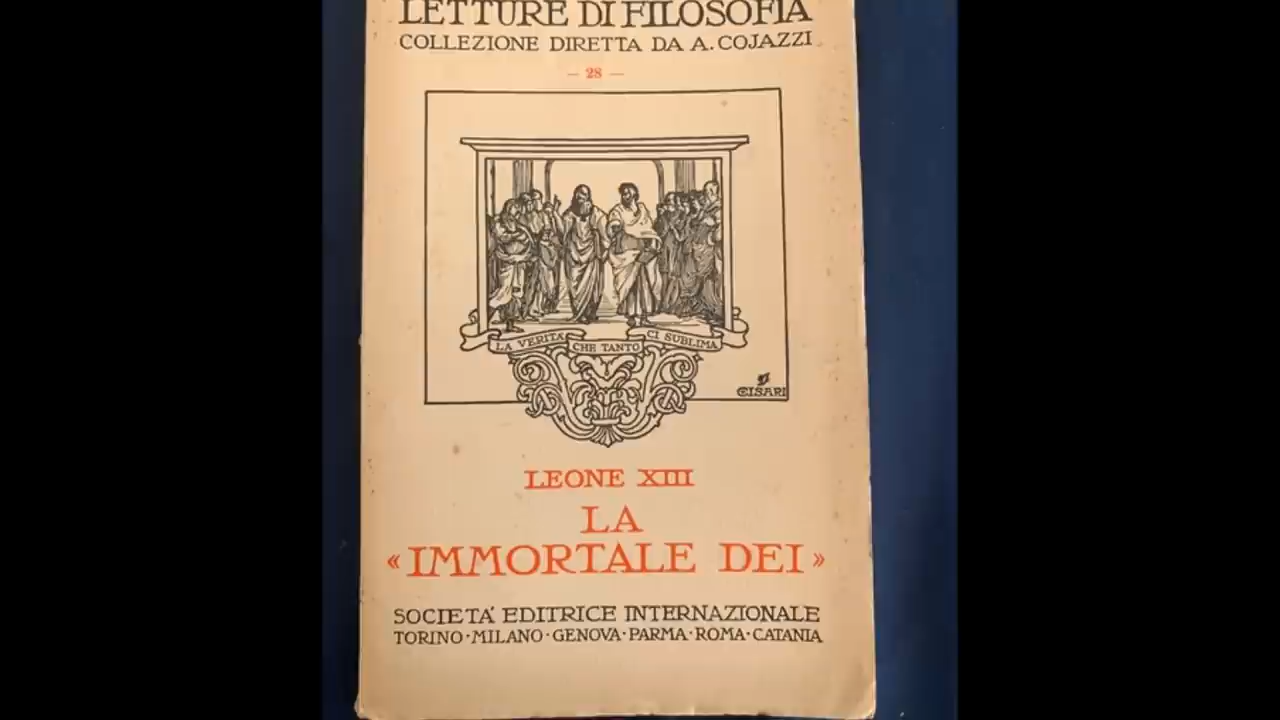 LETTURE DI FILOSOFIA
COLLEZIONE DIRETTA DA A. COJAZZI
— 28 —
LA VERITÀ CHE TANTO CI SUBLIMA
CISARI
LEONE XIII
LA
«IMMORTALE DEI»
SOCIETÀ EDITRICE INTERNAZIONALE
TORINO · MILANO · GENOVA · PARMA · ROMA · CATANIA